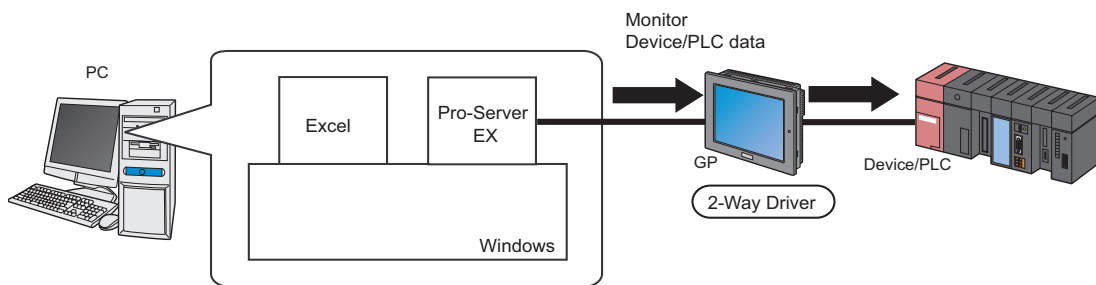 PC
Excel
Pro-Server
EX
Windows
Monitor
Device/PLC data
GP
2-Way Driver
Device/PLC